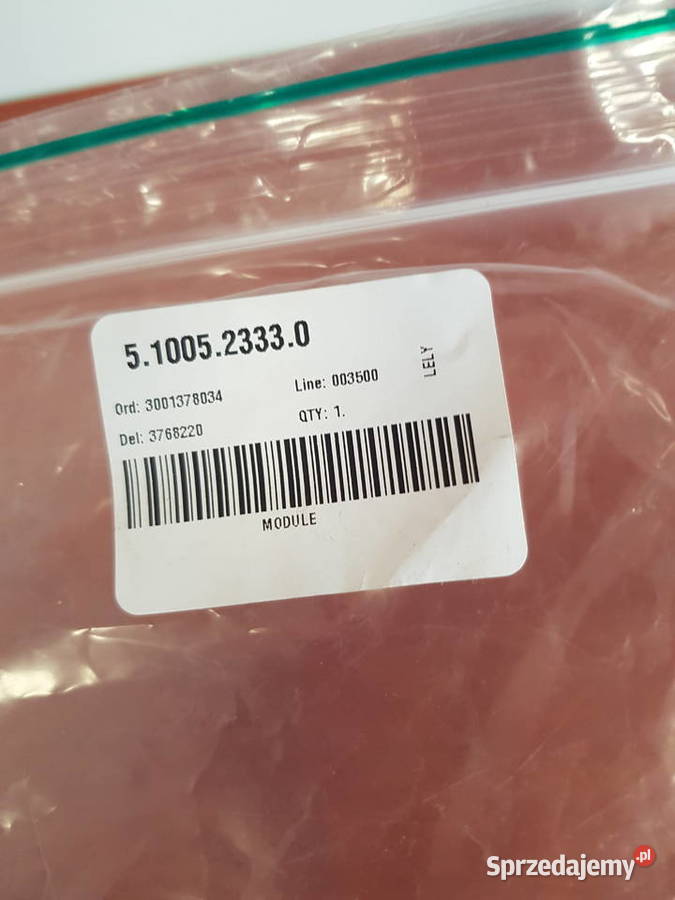 5.1005.2333.0
LELY
Ord: 3001378034
Line: 003500
Del: 3768220
QTY: 1.
MODULE
Sprzedajemy.pl